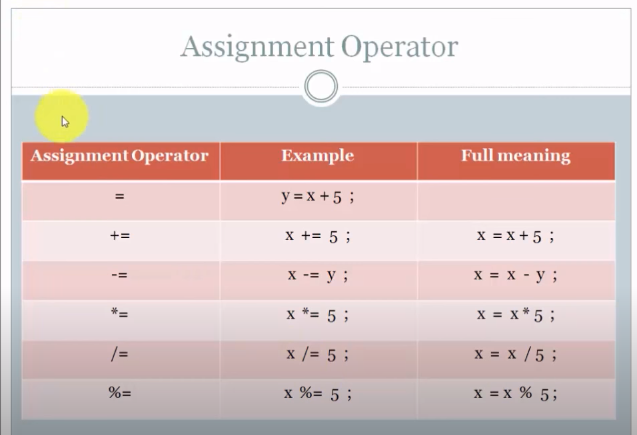 Assignment Operator
Assignment Operator Example Full meaning
= y = x + 5 ;
+= x += 5 ; x = x + 5 ;
-= x -= y ; x = x - y ;
*= x *= 5 ; x = x * 5 ;
/= x /= 5 ; x = x / 5 ;
%= x %= 5 ; x = x % 5;